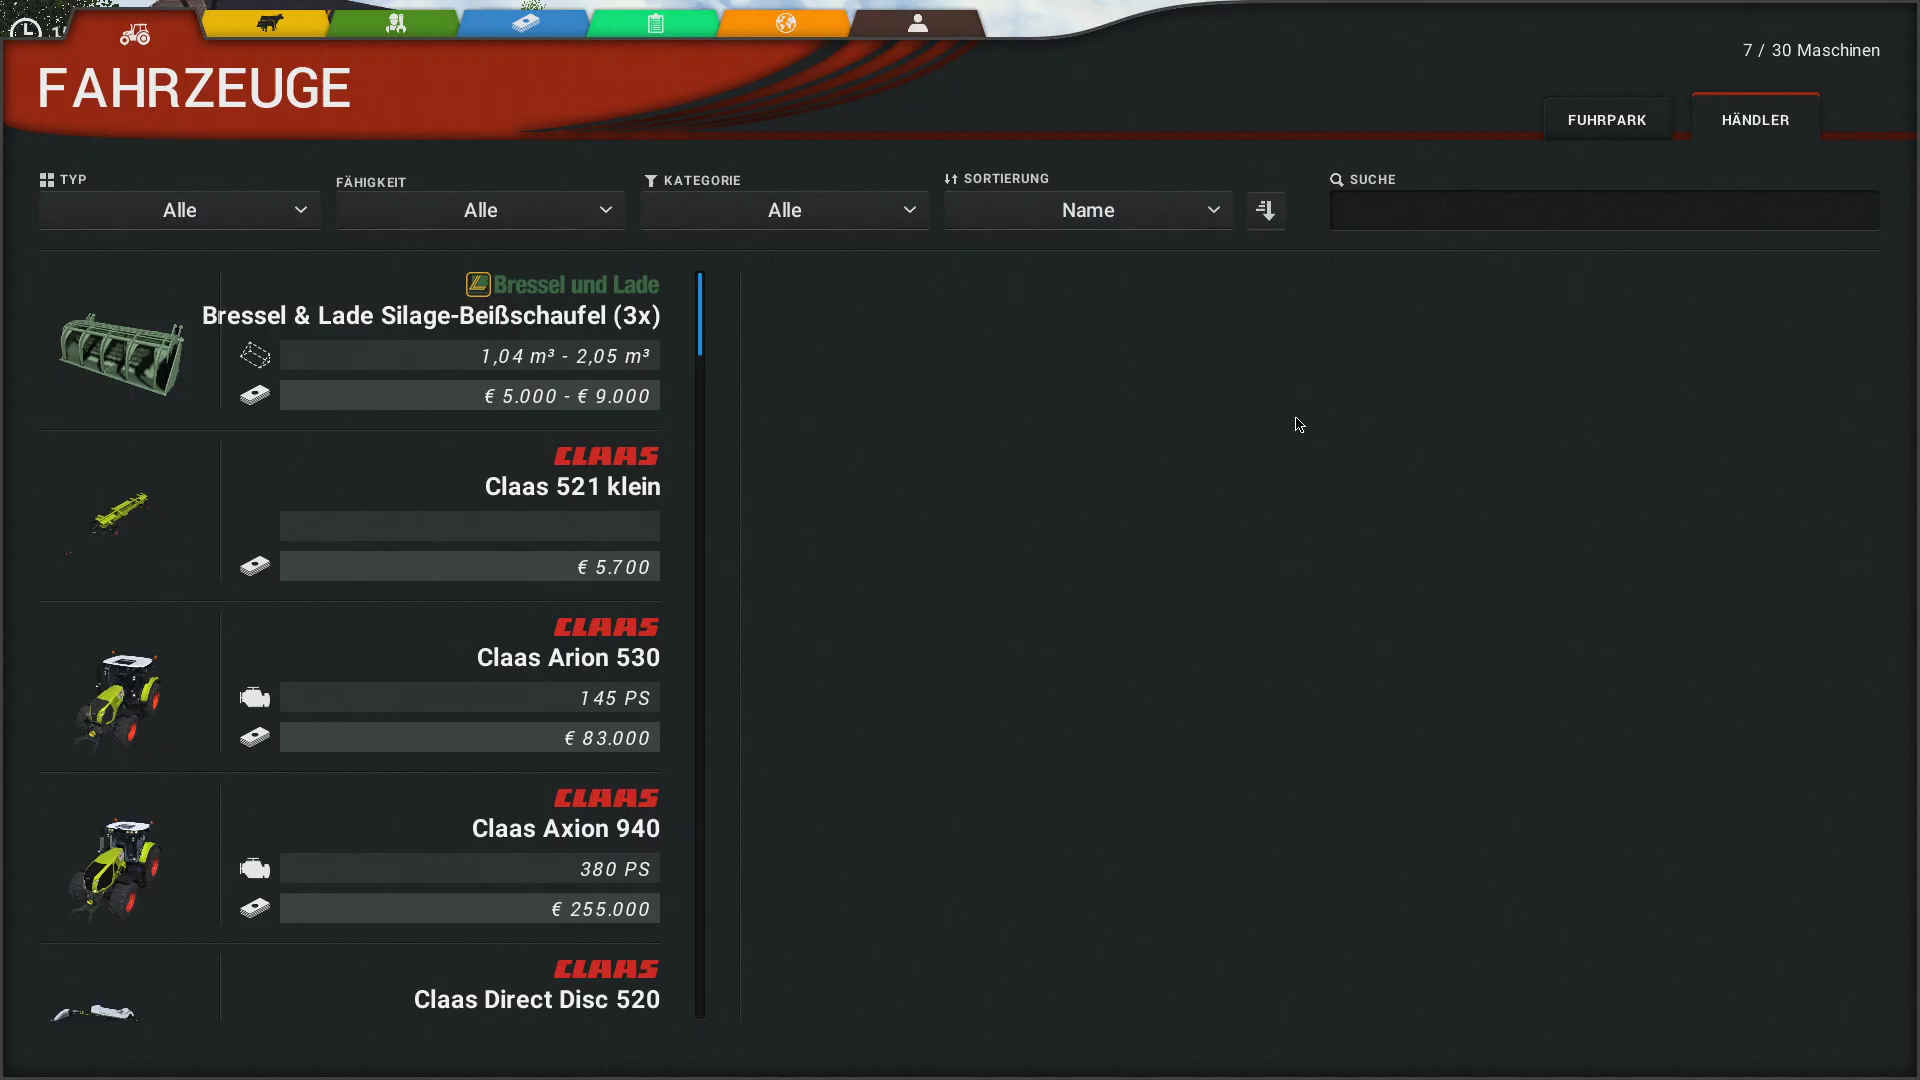 FAHRZEUGE
7 / 30 Maschinen
FUHRPARK
HÄNDLER
TYP
FÄHIGKEIT
KATEGORIE
SORTIERUNG
SUCHE
Alle
Alle
Alle
Name
Bressel und Lade
Bressel & Lade Silage-Beißschaufel (3x)
1,04 m³ - 2,05 m³
€ 5.000 - € 9.000
CLAAS
Claas 521 klein
€ 5.700
CLAAS
Claas Arion 530
145 PS
€ 83.000
CLAAS
Claas Axion 940
380 PS
€ 255.000
CLAAS
Claas Direct Disc 520